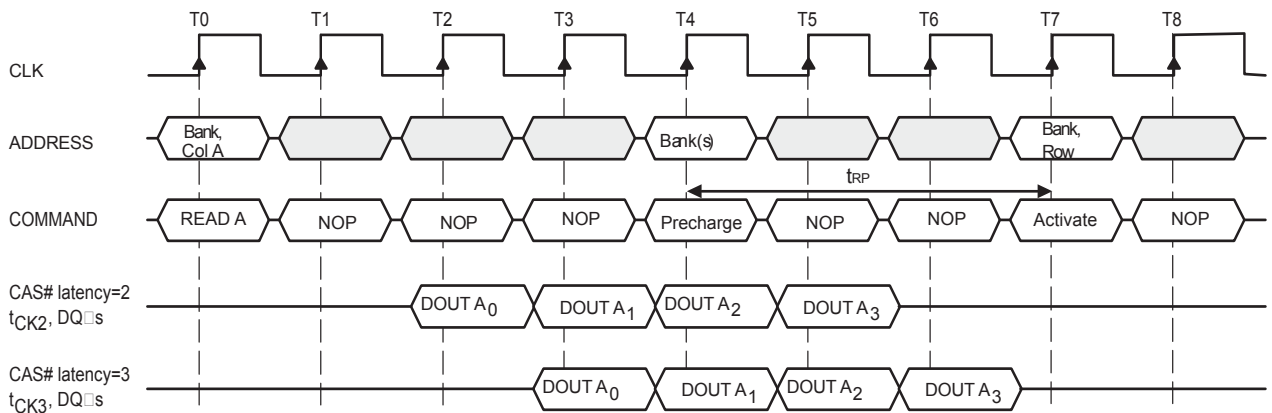 T0 T1 T2 T3 T4 T5 T6 T7 T8
CLK
ADDRESS
Bank,
Col A
Bank(s)
Bank,
Row
tRP
COMMAND
READ A NOP NOP NOP Precharge NOP NOP Activate NOP
CAS# latency=2
tCK2, DQ□s
DOUT A0 DOUT A1 DOUT A2 DOUT A3
CAS# latency=3
tCK3, DQ□s
DOUT A0 DOUT A1 DOUT A2 DOUT A3